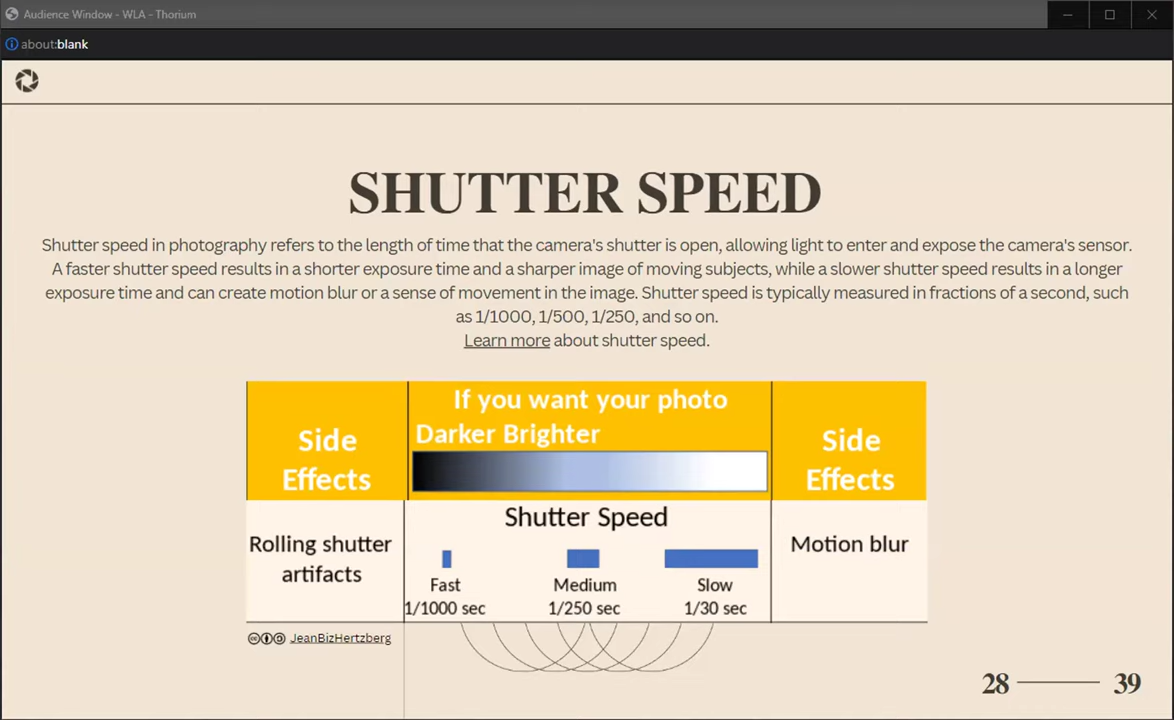 Audience Window - WLA - Thorium
about:blank
SHUTTER SPEED
Shutter speed in photography refers to the length of time that the camera's shutter is open, allowing light to enter and expose the camera's sensor.
A faster shutter speed results in a shorter exposure time and a sharper image of moving subjects, while a slower shutter speed results in a longer
exposure time and can create motion blur or a sense of movement in the image. Shutter speed is typically measured in fractions of a second, such
as 1/1000, 1/500, 1/250, and so on.
Learn more about shutter speed.
Side
Effects
If you want your photo
Darker Brighter
Side
Effects
Rolling shutter
artifacts
Shutter Speed
Fast
1/1000 sec
Medium
1/250 sec
Slow
1/30 sec
Motion blur
JeanBizHertzberg
28
39